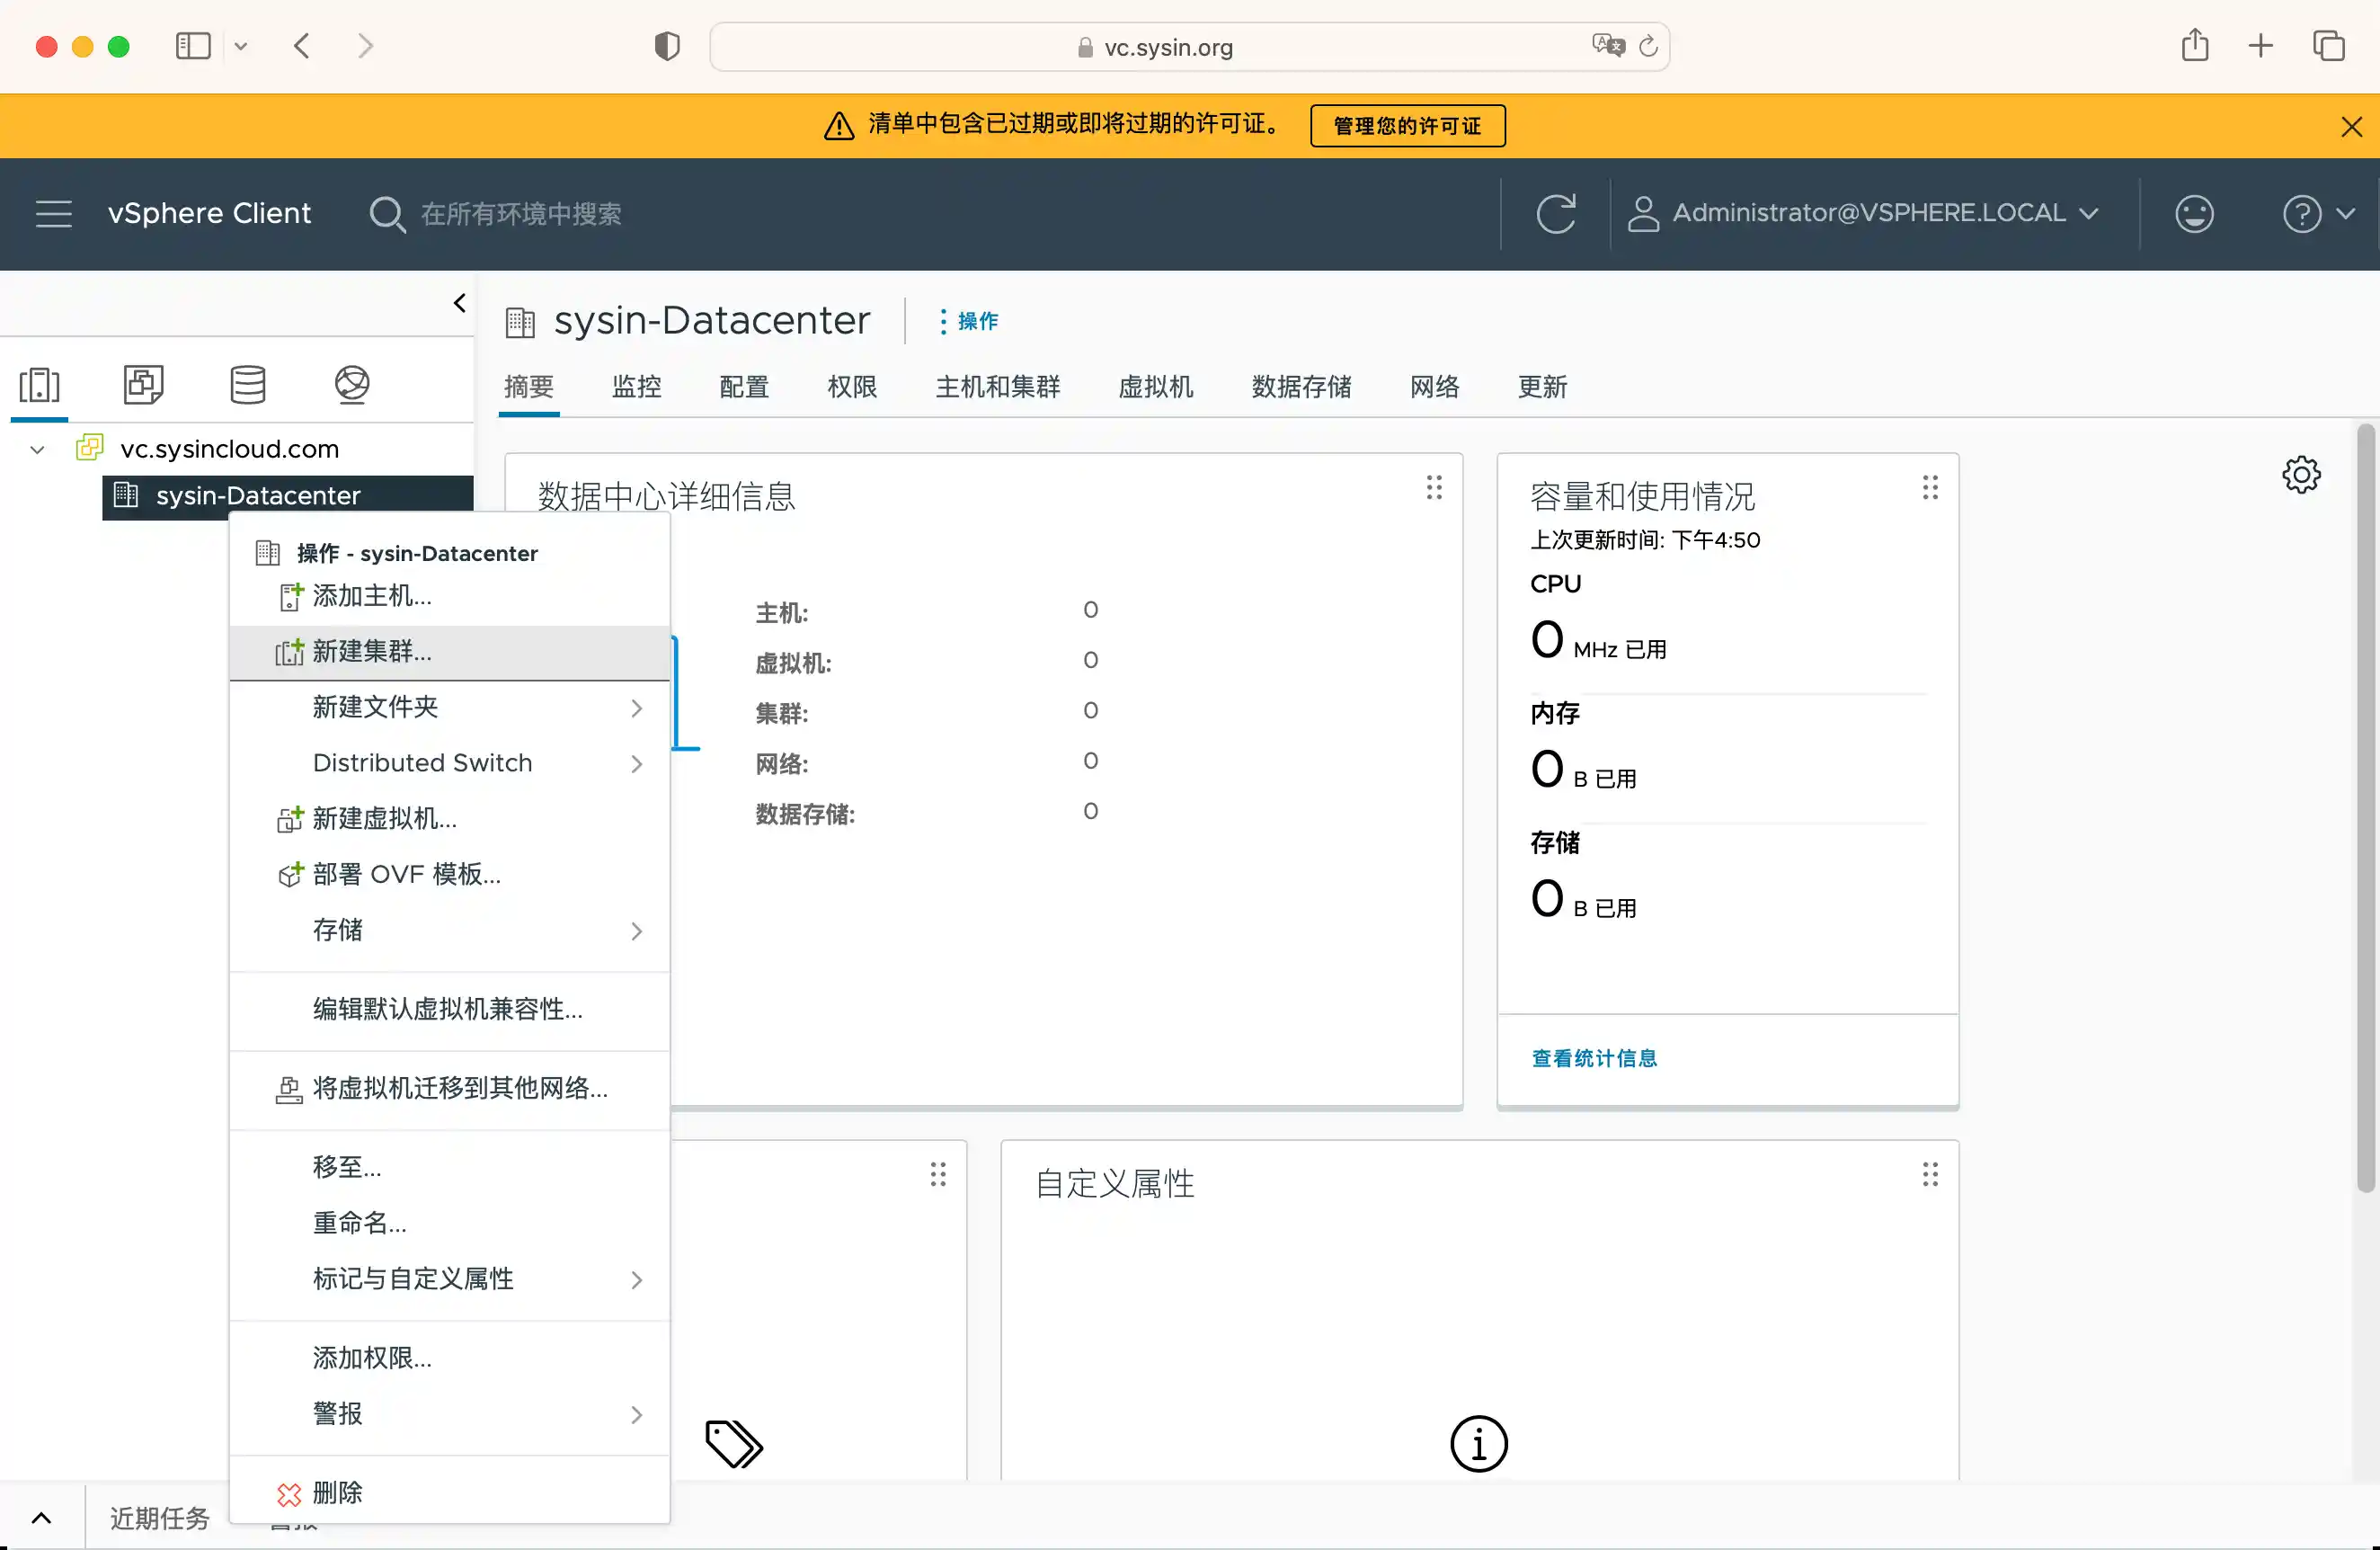 vc.sysin.org
清单中包含已过期或即将过期的许可证。 管理您的许可证
vSphere Client 在所有环境中搜索 Administrator@VSPHERE.LOCAL
sysin-Datacenter 操作
摘要 监控 配置 权限 主机和集群 虚拟机 数据存储 网络 更新
vc.sysincloud.com
sysin-Datacenter
操作 - sysin-Datacenter
添加主机...
新建集群...
新建文件夹
Distributed Switch
新建虚拟机...
部署 OVF 模板...
存储
编辑默认虚拟机兼容性...
将虚拟机迁移到其他网络...
移至...
重命名...
标记与自定义属性
添加权限...
警报
删除
数据中心详细信息
主机: 0
虚拟机: 0
集群: 0
网络: 0
数据存储: 0
容量和使用情况
上次更新时间: 下午4:50
CPU
0 MHz 已用
内存
0 B 已用
存储
0 B 已用
查看统计信息
自定义属性
近期任务